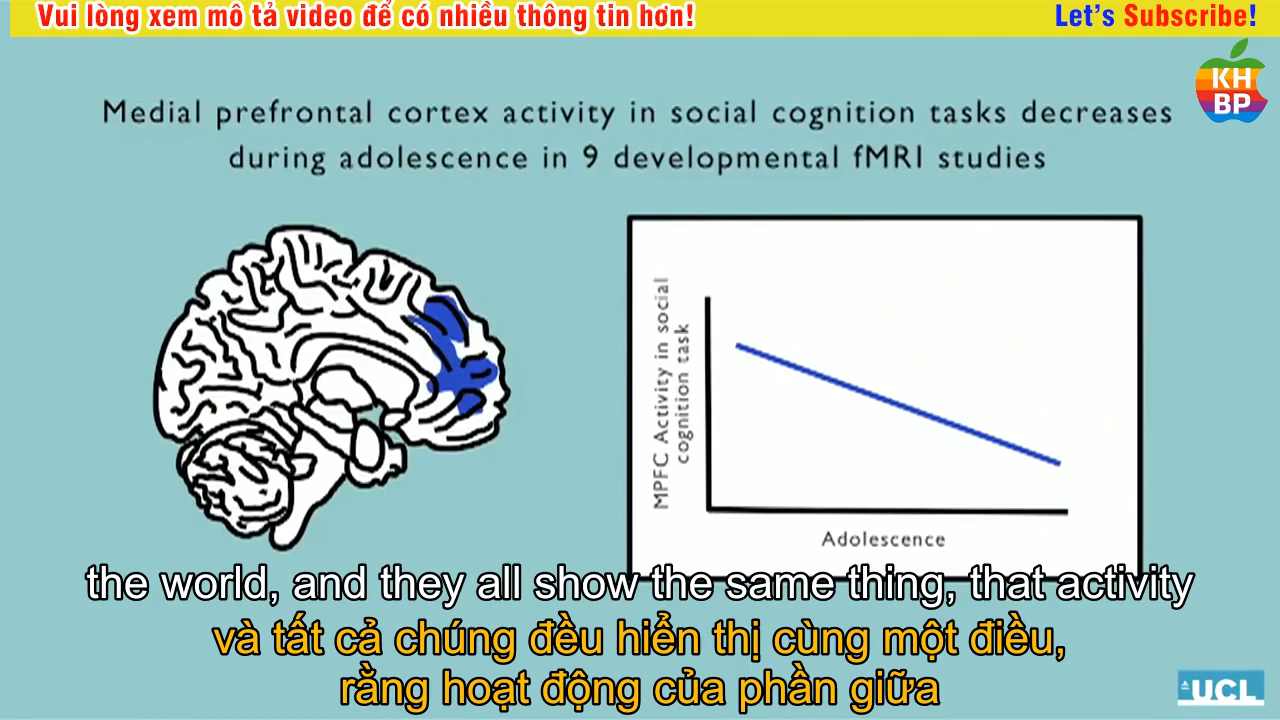 Vui lòng xem mô tả video để có nhiều thông tin hơn!
Let's Subscribe!
KH
BP
Medial prefrontal cortex activity in social cognition tasks decreases
during adolescence in 9 developmental fMRI studies
MPFC Activity in social
cognition task
Adolescence
the world, and they all show the same thing, that activity
và tất cả chúng đều hiển thị cùng một điều,
rằng hoạt động của phần giữa
UCL